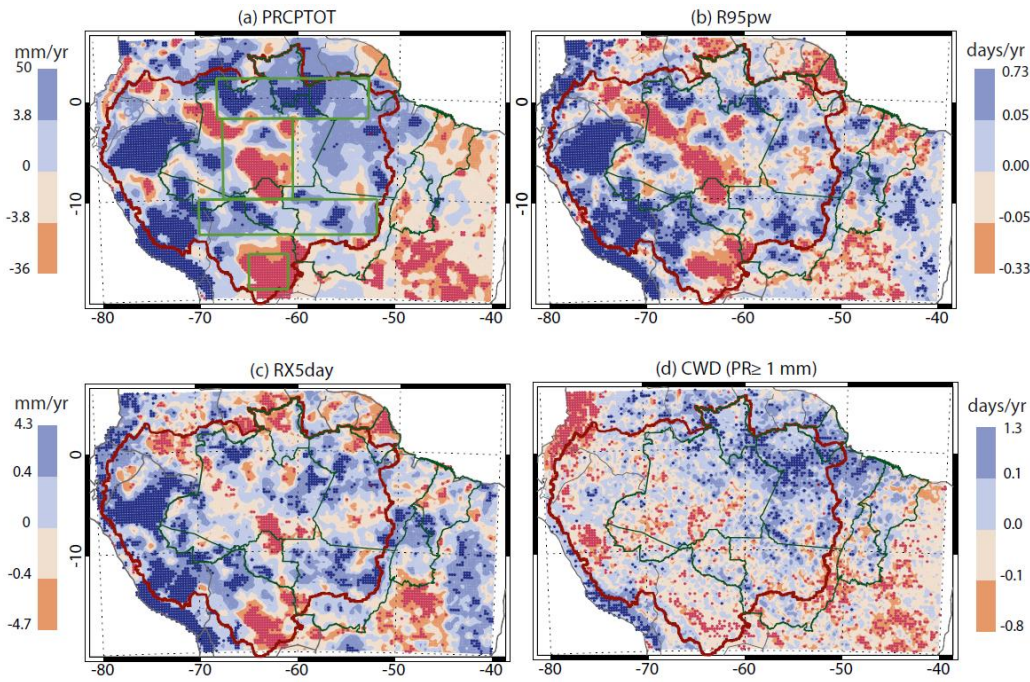 (a) PRCPTOT
mm/yr
50
3.8
0
-3.8
-36
0
-10
-80 -70 -60 -50 -40
(b) R95pw
days/yr
0.73
0.05
0.00
-0.05
-0.33
0
-10
-80 -70 -60 -50 -40
(c) RX5day
mm/yr
4.3
0.4
0
-0.4
-4.7
0
-10
-80 -70 -60 -50 -40
(d) CWD (PR≥ 1 mm)
days/yr
1.3
0.1
0.0
-0.1
-0.8
0
-10
-80 -70 -60 -50 -40